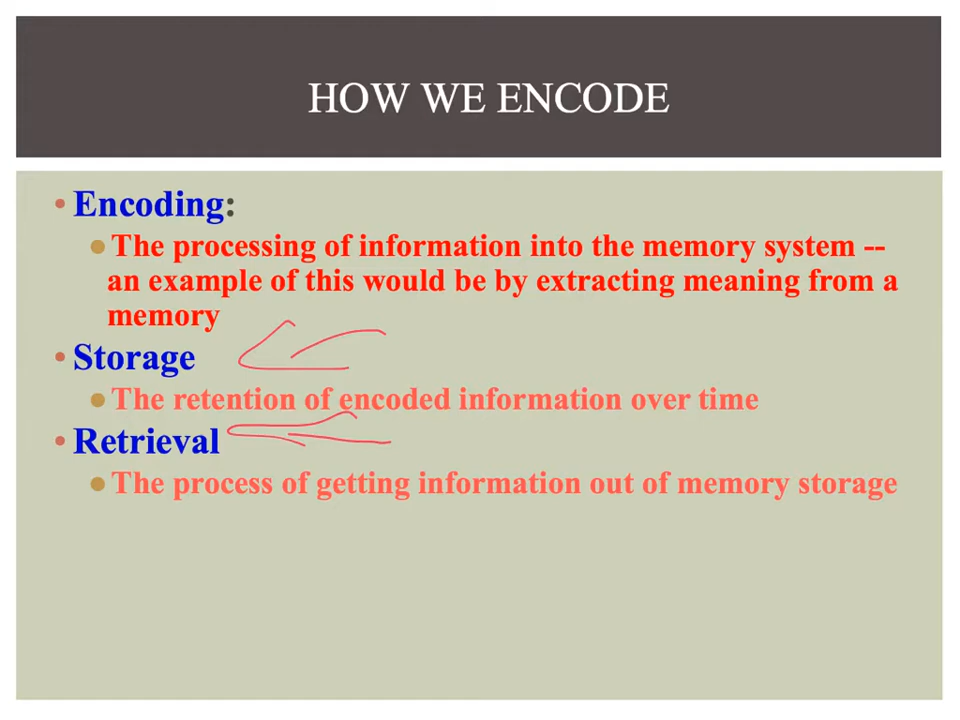 HOW WE ENCODE
• Encoding:
● The processing of information into the memory system --
an example of this would be by extracting meaning from a
memory
• Storage
● The retention of encoded information over time
• Retrieval
● The process of getting information out of memory storage